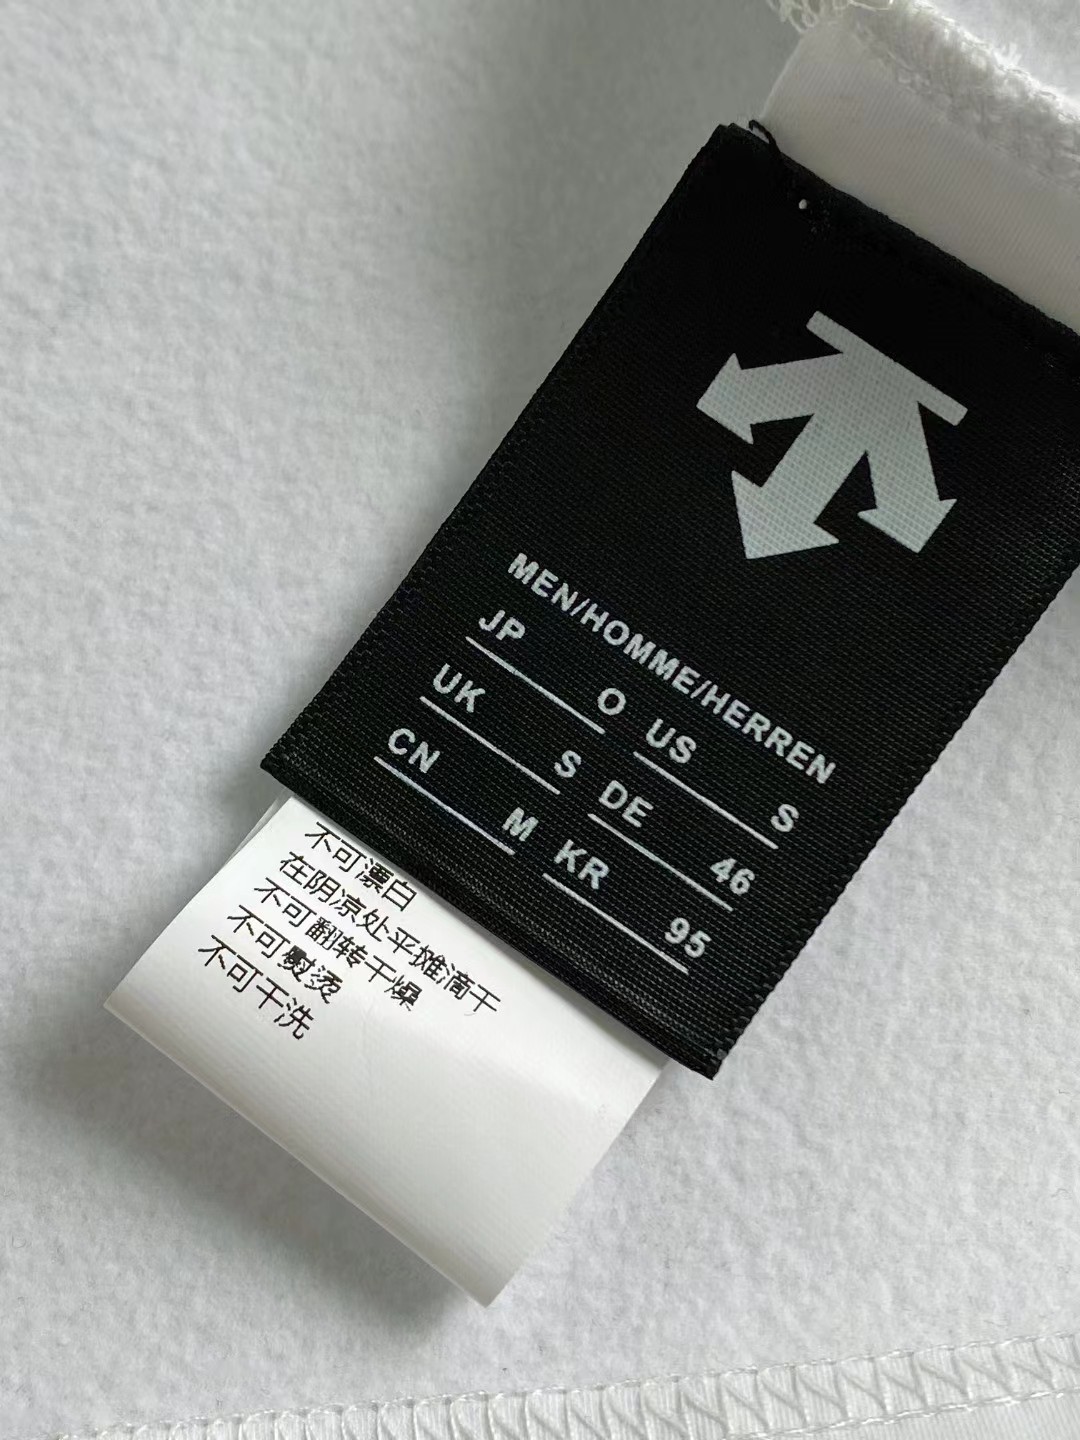 MEN/HOMME/HERREN
JP O US S
UK S DE 46
CN M KR 95
不可漂白
在阴凉处平摊滴干
不可翻转干燥
不可熨烫
不可干洗